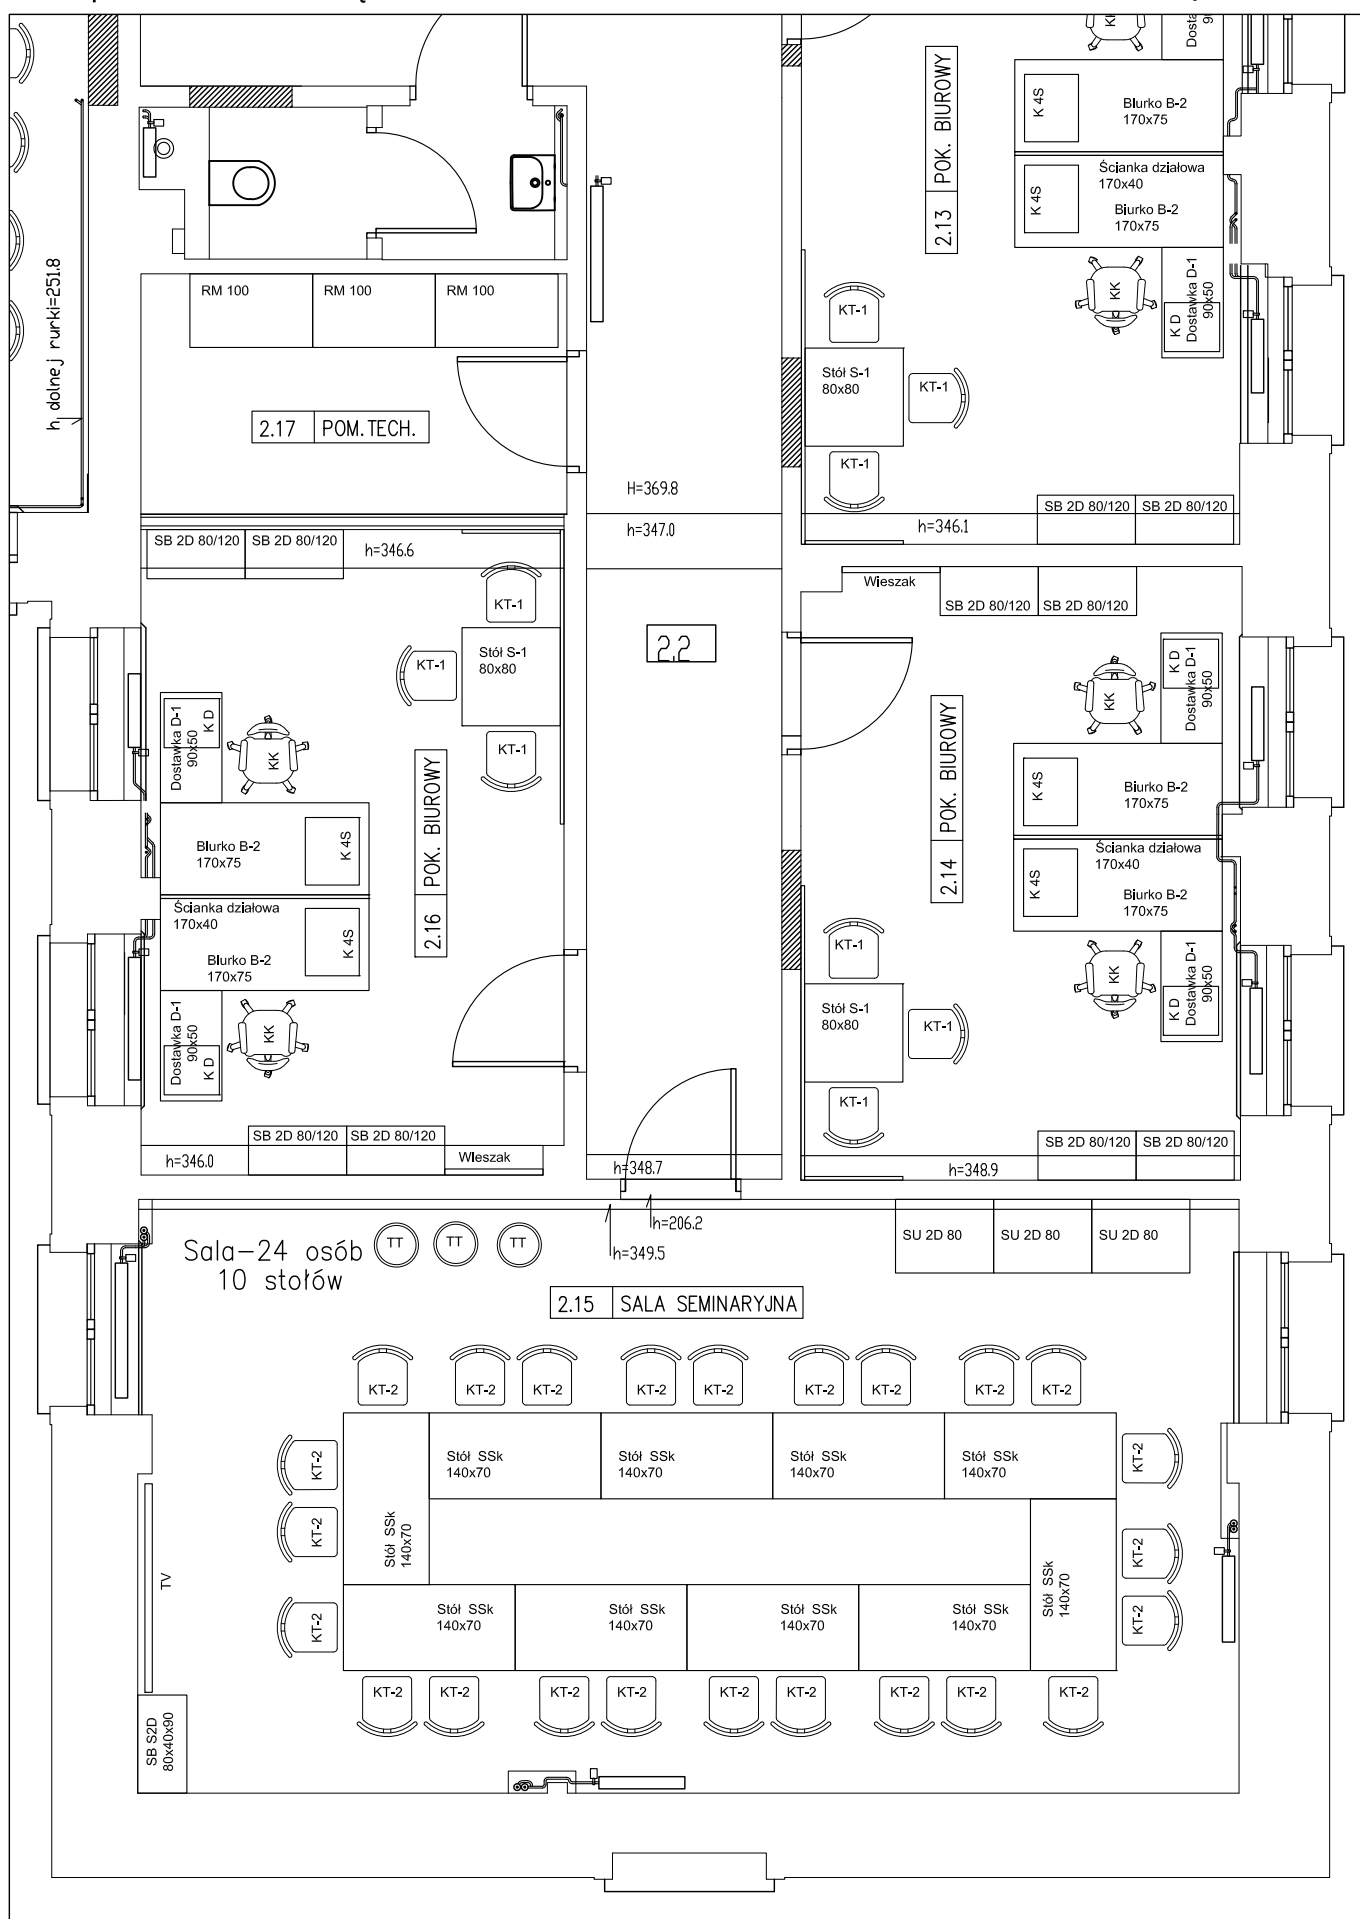 KK
Dosta
Biurko B-2
170x75
K 4S
Ścianka działowa
170x40
Biurko B-2
170x75
K 4S
2.13 POK. BIUROWY
KK
K D
Dostawka D-1
90x50
KT-1
Stół S-1
80x80
KT-1
KT-1
SB 2D 80/120 SB 2D 80/120
h=346.1
h dolnej rurki=251.8
RM 100 RM 100 RM 100
2.17 POM.TECH.
H=369.8
h=347.0
SB 2D 80/120 SB 2D 80/120
h=346.6
KT-1
Stół S-1
80x80
KT-1
KT-1
2.2
Dostawka D-1
90x50
K D
KK
Biurko B-2
170x75
K 4S
Ścianka działowa
170x40
Biurko B-2
170x75
K 4S
2.16 POK. BIUROWY
Dostawka D-1
90x50
K D
KK
SB 2D 80/120 SB 2D 80/120
Wieszak
h=346.0
Wieszak
SB 2D 80/120 SB 2D 80/120
KK
K D
Dostawka D-1
90x50
2.14 POK. BIUROWY
K 4S
Biurko B-2
170x75
Ścianka działowa
170x40
K 4S
Biurko B-2
170x75
KT-1
KK
K D
Dostawka D-1
90x50
Stół S-1
80x80
KT-1
KT-1
SB 2D 80/120 SB 2D 80/120
h=348.7
h=348.9
h=206.2
h=349.5
Sala-24 osób
10 stołów
TT TT TT
SU 2D 80 SU 2D 80 SU 2D 80
2.15 SALA SEMINARYJNA
KT-2 KT-2 KT-2 KT-2 KT-2 KT-2 KT-2 KT-2 KT-2
KT-2
Stół SSk
140x70
Stół SSk
140x70
Stół SSk
140x70
Stół SSk
140x70
KT-2
KT-2
Stół SSk
140x70
KT-2
TV
KT-2
Stół SSk
140x70
Stół SSk
140x70
Stół SSk
140x70
Stół SSk
140x70
Stół SSk
140x70
KT-2
KT-2 KT-2 KT-2 KT-2 KT-2 KT-2 KT-2 KT-2 KT-2
SB S2D
80x40x90